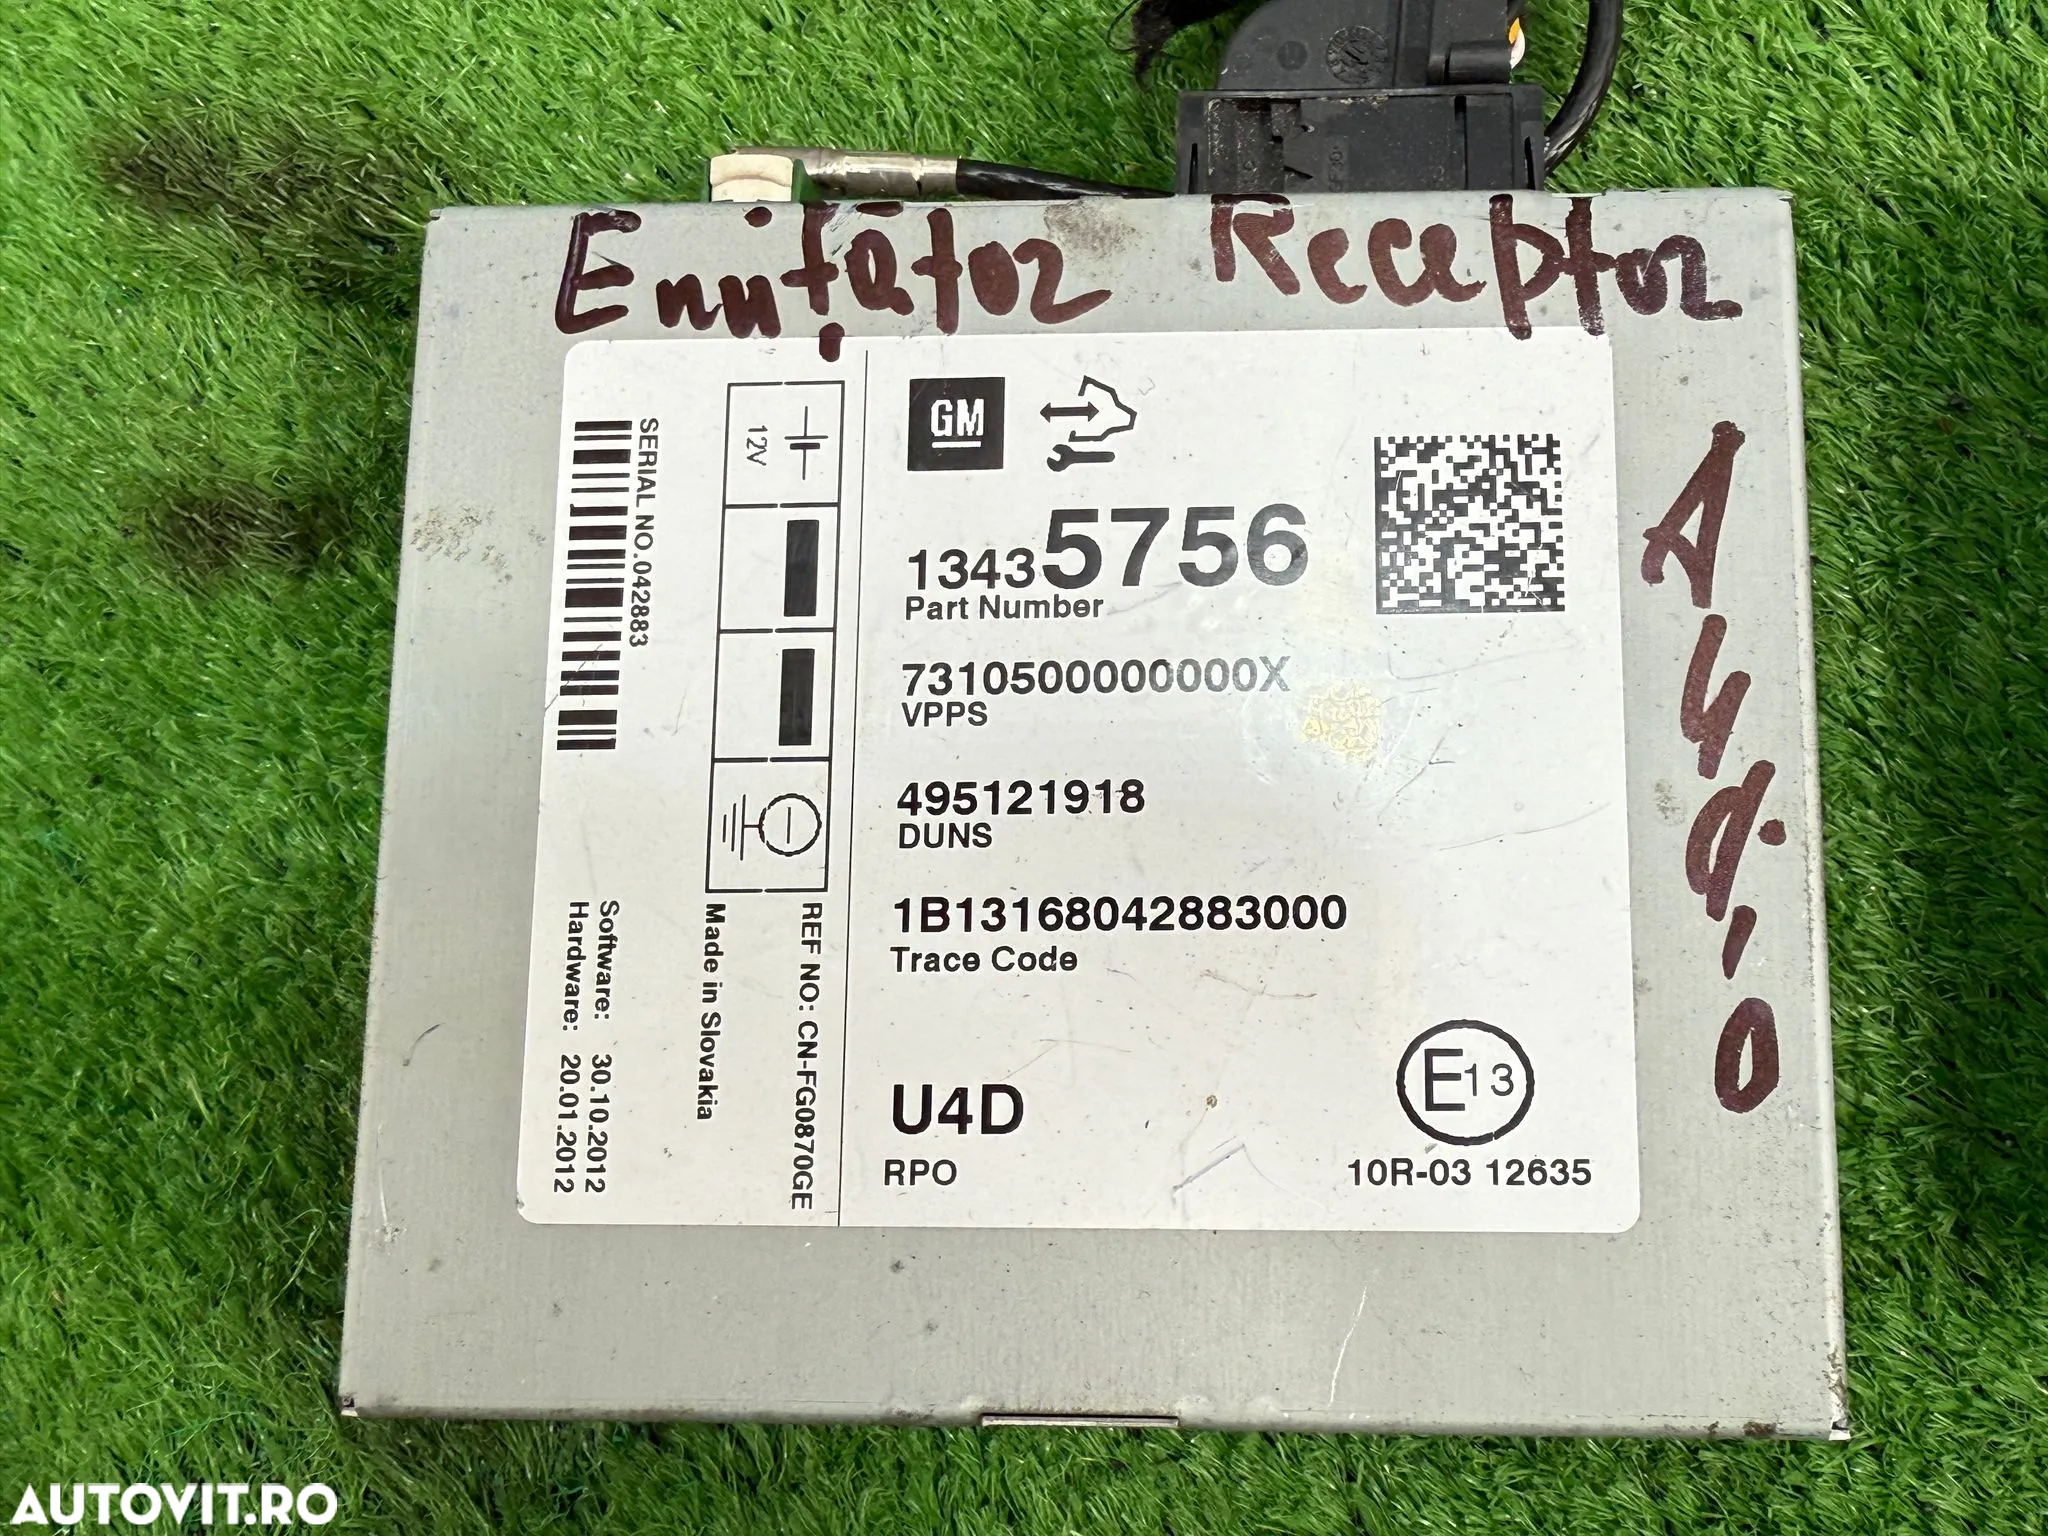 Emițător Receptor
Audio
GM
13435756
Part Number
7310500000000X
VPPS
495121918
DUNS
1B13168042883000
Trace Code
U4D
RPO
E13
10R-03 12635
SERIAL NO.042883
12V
REF NO: CN-FG0870GE
Made in Slovakia
Software: 30.10.2012
Hardware: 20.01.2012
AUTOVIT.RO